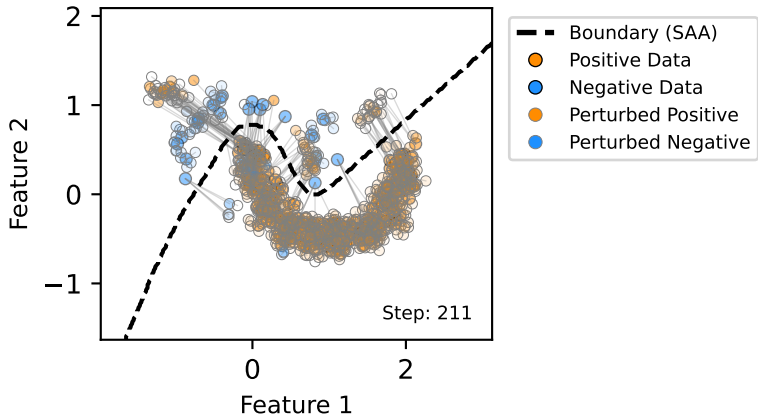 2
1
0
−1
Feature 2
0
2
Feature 1
Step: 211
Boundary (SAA)
Positive Data
Negative Data
Perturbed Positive
Perturbed Negative